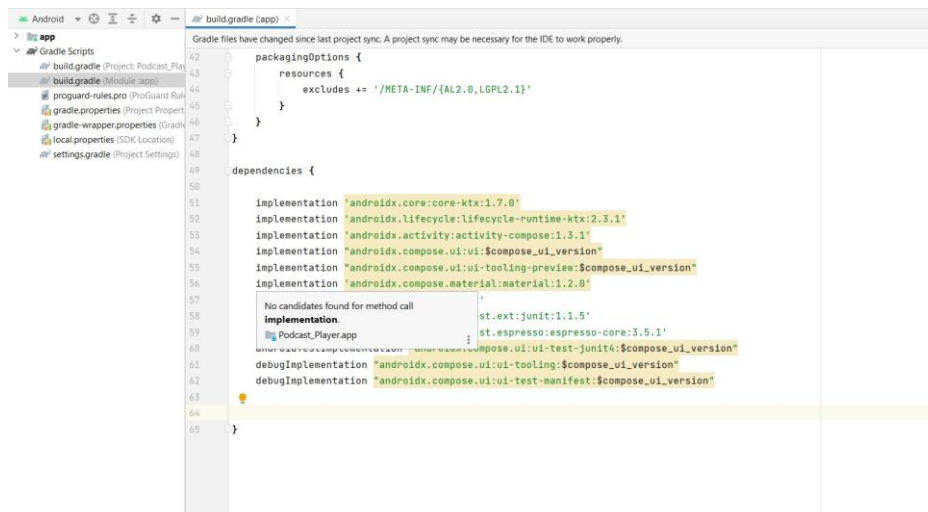 Android
build.gradle (:app)
app
Gradle Scripts
build.gradle (Project: Podcast_Play
build.gradle (Module :app)
proguard-rules.pro (ProGuard Rul
gradle.properties (Project Propert
gradle-wrapper.properties (Gradl
local.properties (SDK Location)
settings.gradle (Project Settings)
Gradle files have changed since last project sync. A project sync may be necessary for the IDE to work properly.
42 packagingOptions {
43 resources {
44 excludes += '/META-INF/{AL2.0,LGPL2.1}'
45 }
46 }
47 }
48
49 dependencies {
50
51 implementation 'androidx.core:core-ktx:1.7.0'
52 implementation 'androidx.lifecycle:lifecycle-runtime-ktx:2.3.1'
53 implementation 'androidx.activity:activity-compose:1.3.1'
54 implementation "androidx.compose.ui:ui:$compose_ui_version"
55 implementation "androidx.compose.ui:ui-tooling-preview:$compose_ui_version"
56 implementation 'androidx.compose.material:material:1.2.0'
57 '
58 st.ext:junit:1.1.5'
59 st.espresso:espresso-core:3.5.1'
60 androidTestImplementation "androidx.compose.ui:ui-test-junit4:$compose_ui_version"
61 debugImplementation "androidx.compose.ui:ui-tooling:$compose_ui_version"
62 debugImplementation "androidx.compose.ui:ui-test-manifest:$compose_ui_version"
63
64
65 }
No candidates found for method call
implementation.
Podcast_Player.app